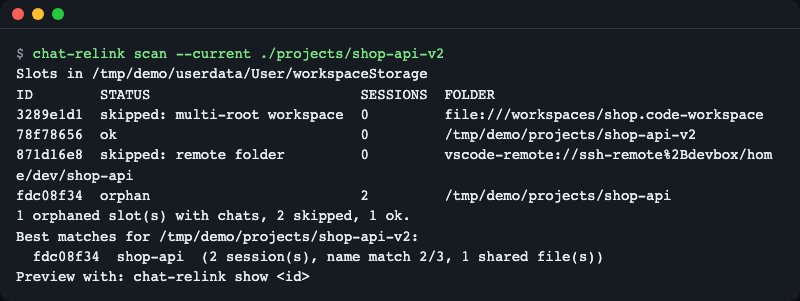 $ chat-relink scan --current ./projects/shop-api-v2
Slots in /tmp/demo/userdata/User/workspaceStorage
ID        STATUS                         SESSIONS  FOLDER
3289e1d1  skipped: multi-root workspace  0         file:///workspaces/shop.code-workspace
78f78656  ok                             0         /tmp/demo/projects/shop-api-v2
871d16e8  skipped: remote folder         0         vscode-remote://ssh-remote%2Bdevbox/hom
e/dev/shop-api
fdc08f34  orphan                         2         /tmp/demo/projects/shop-api
1 orphaned slot(s) with chats, 2 skipped, 1 ok.
Best matches for /tmp/demo/projects/shop-api-v2:
  fdc08f34  shop-api  (2 session(s), name match 2/3, 1 shared file(s))
Preview with: chat-relink show <id>